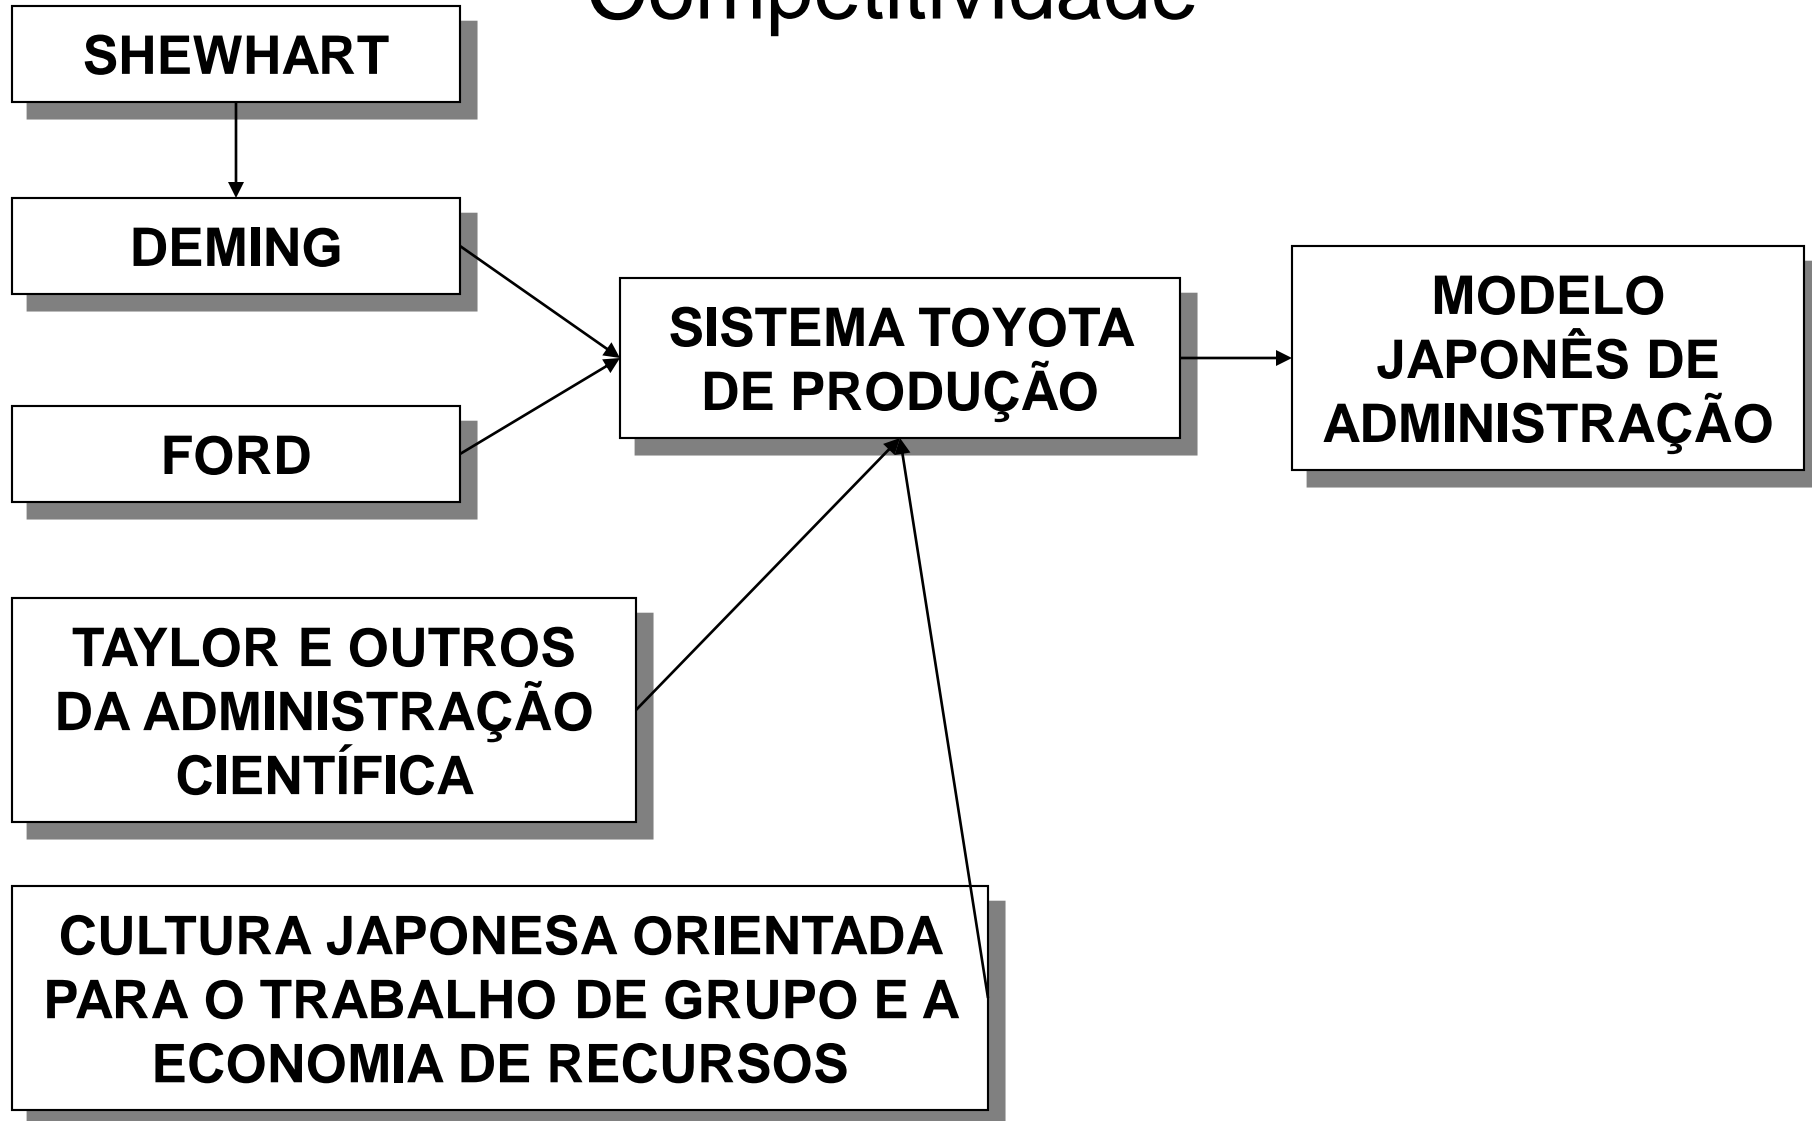 Competitividade
SHEWHART
DEMING
FORD
SISTEMA TOYOTA
DE PRODUÇÃO
MODELO
JAPONÊS DE
ADMINISTRAÇÃO
TAYLOR E OUTROS
DA ADMINISTRAÇÃO
CIENTÍFICA
CULTURA JAPONESA ORIENTADA
PARA O TRABALHO DE GRUPO E A
ECONOMIA DE RECURSOS